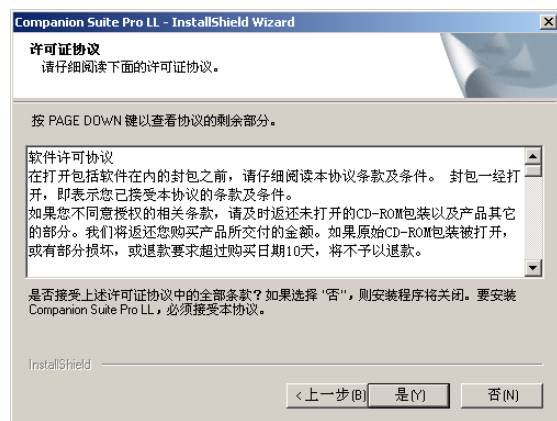 Companion Suite Pro LL - InstallShield Wizard
许可证协议
请仔细阅读下面的许可证协议。
按 PAGE DOWN 键以查看协议的剩余部分。
软件许可协议
在打开包括软件在内的封包之前，请仔细阅读本协议条款及条件。 封包一经打
开，即表示您已接受本协议的条款及条件。
如果您不同意授权的相关条款，请及时返还未打开的CD-ROM包装以及产品其它
的部分。我们将返还您购买产品所交付的金额。如果原始CD-ROM包装被打开，
或有部分损坏，或退款要求超过购买日期10天，将不予以退款。
是否接受上述许可证协议中的全部条款？如果选择 '否'，则安装程序将关闭。要安装
Companion Suite Pro LL，必须接受本协议。
InstallShield
<上一步(B) 是(Y) 否(N)